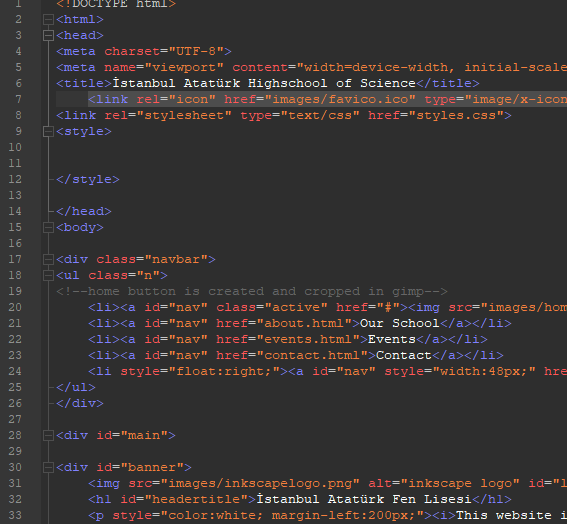 1 <!DOCTYPE html>
2 <html>
3 <head>
4 <meta charset="UTF-8">
5 <meta name="viewport" content="width=device-width, initial-scale
6 <title>İstanbul Atatürk Highschool of Science</title>
7 <link rel="icon" href="images/favico.ico" type="image/x-icon
8 <link rel="stylesheet" type="text/css" href="styles.css">
9 <style>
10
11
12 </style>
13
14 </head>
15 <body>
16
17 <div class="navbar">
18 <ul class="n">
19 <!--home button is created and cropped in gimp-->
20 <li><a id="nav" class="active" href="#"><img src="images/hom
21 <li><a id="nav" href="about.html">Our School</a></li>
22 <li><a id="nav" href="events.html">Events</a></li>
23 <li><a id="nav" href="contact.html">Contact</a></li>
24 <li style="float:right;"><a id="nav" style="width:48px;" href
25 </ul>
26 </div>
27
28 <div id="main">
29
30 <div id="banner">
31 <img src="images/inkscapelogo.png" alt="inkscape logo" id="l
32 <hl id="headertitle">İstanbul Atatürk Fen Lisesi</hl>
33 <p style="color:white; margin-left:200px;"><i>This website i